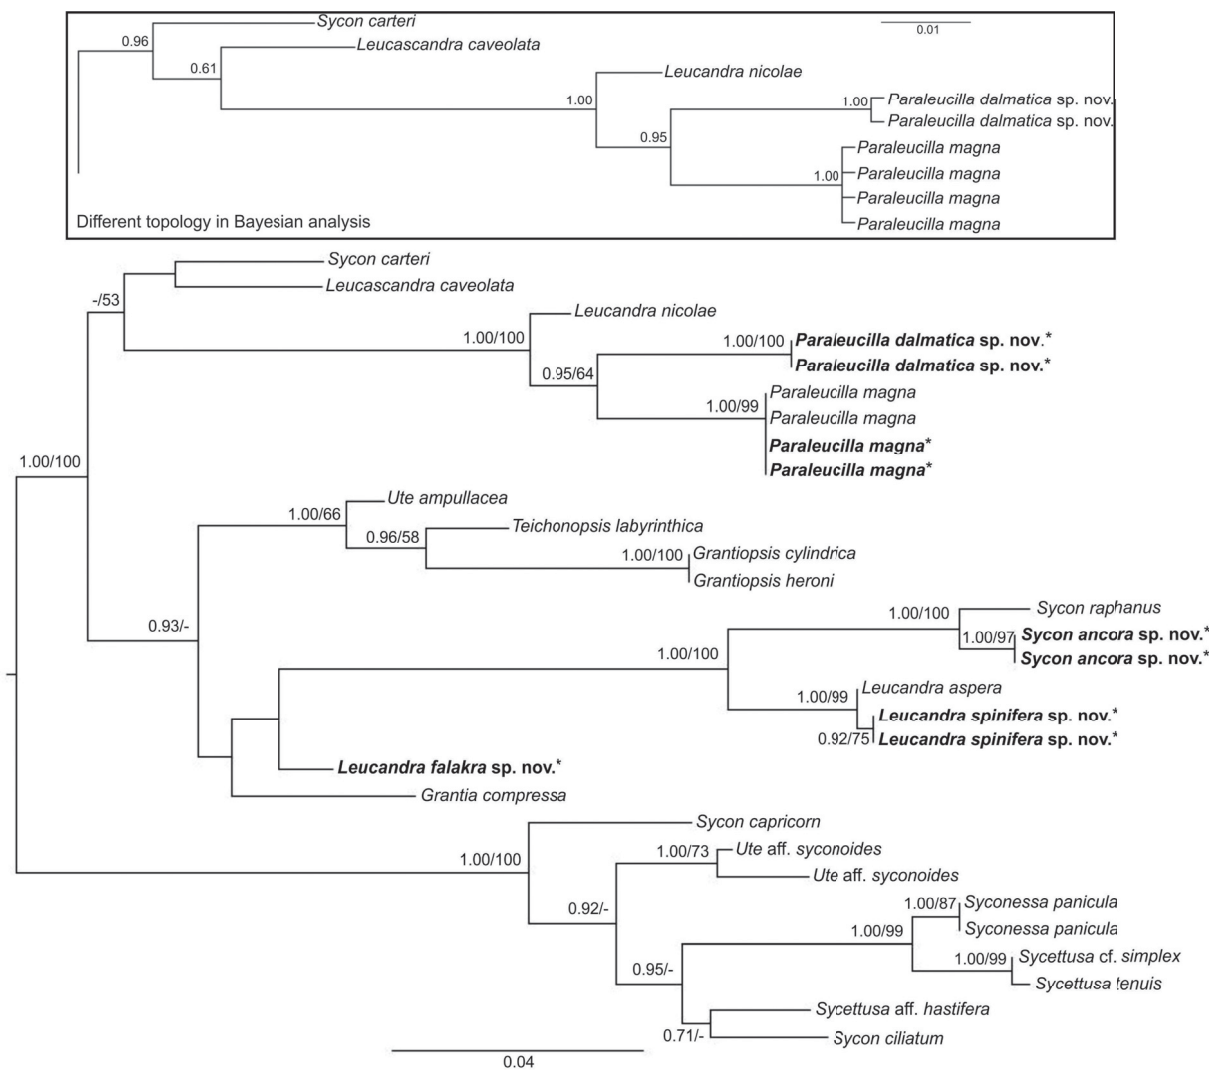 Sycon carteri
0.96
Leucascandra caveolata
0.01
0.61
Leucandra nicolae
1.00
1.00
Paraleucilla dalmatica sp. nov.
Paraleucilla dalmatica sp. nov.
0.95
Paraleucilla magna
1.00
Paraleucilla magna
Paraleucilla magna
Paraleucilla magna
Different topology in Bayesian analysis
Sycon carteri
Leucascandra caveolata
-/53
Leucandra nicolae
1.00/100
1.00/100
Paraleucilla dalmatica sp. nov.*
Paraleucilla dalmatica sp. nov.*
0.95/64
Paraleucilla magna
1.00/99
Paraleucilla magna
Paraleucilla magna*
Paraleucilla magna*
1.00/100
Ute ampullacea
1.00/66
Teichonopsis labyrinthica
0.96/58
1.00/100
Grantiopsis cylindrica
Grantiopsis heroni
0.93/-
Sycon raphanus
1.00/100
1.00/97
Sycon ancora sp. nov.*
Sycon ancora sp. nov.*
1.00/100
Leucandra aspera
1.00/99
Leucandra spinifera sp. nov.*
0.92/75
Leucandra spinifera sp. nov.*
Leucandra falakra sp. nov.*
Grantia compressa
Sycon capricorn
1.00/100
1.00/73
Ute aff. syconoides
Ute aff. syconoides
0.92/-
1.00/87
Syconessa panicula
Syconessa panicula
1.00/99
1.00/99
Sycettusa cf. simplex
Sycettusa tenuis
0.95/-
Sycettusa aff. hastifera
0.71/-
Sycon ciliatum
0.04